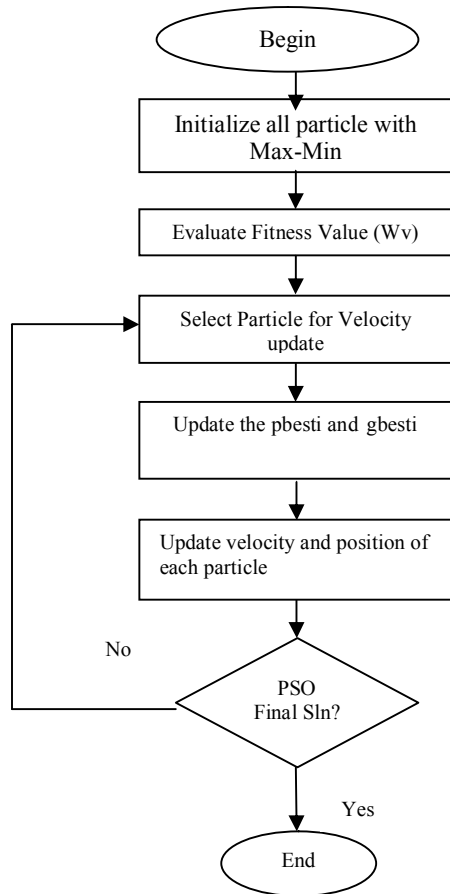 Begin
Initialize all particle with
Max-Min
Evaluate Fitness Value (Wv)
Select Particle for Velocity
update
Update the pbesti and gbesti
Update velocity and position of
each particle
No
PSO
Final Sln?
Yes
End